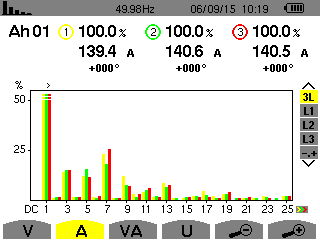 49.98Hz 06/09/15 10:19
Ah 01 1 100.0% 2 100.0% 3 100.0%
139.4 A 140.6 A 140.5 A
+000° +000° +000°
%
50
25
DC 1 3 5 7 9 11 13 15 17 19 21 23 25
3L
L1
L2
L3
-.+
V A VA U